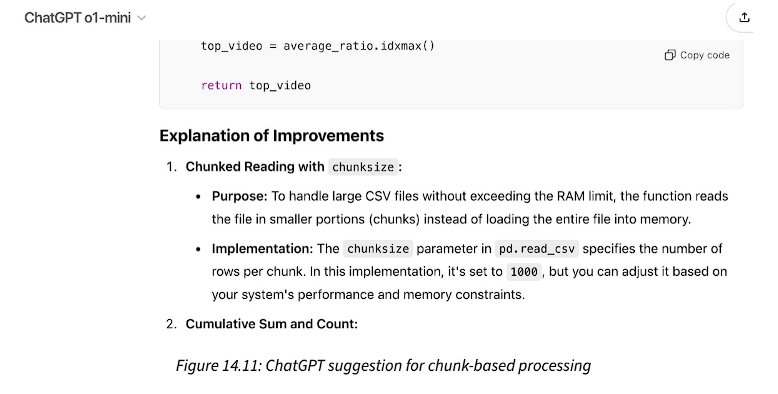 ChatGPT o1-mini
top_video = average_ratio.idxmax()
Copy code
return top_video
Explanation of Improvements
1. Chunked Reading with chunksize:
• Purpose: To handle large CSV files without exceeding the RAM limit, the function reads
the file in smaller portions (chunks) instead of loading the entire file into memory.
• Implementation: The chunksize parameter in pd.read_csv specifies the number of
rows per chunk. In this implementation, it's set to 1000, but you can adjust it based on
your system's performance and memory constraints.
2. Cumulative Sum and Count:
Figure 14.11: ChatGPT suggestion for chunk-based processing